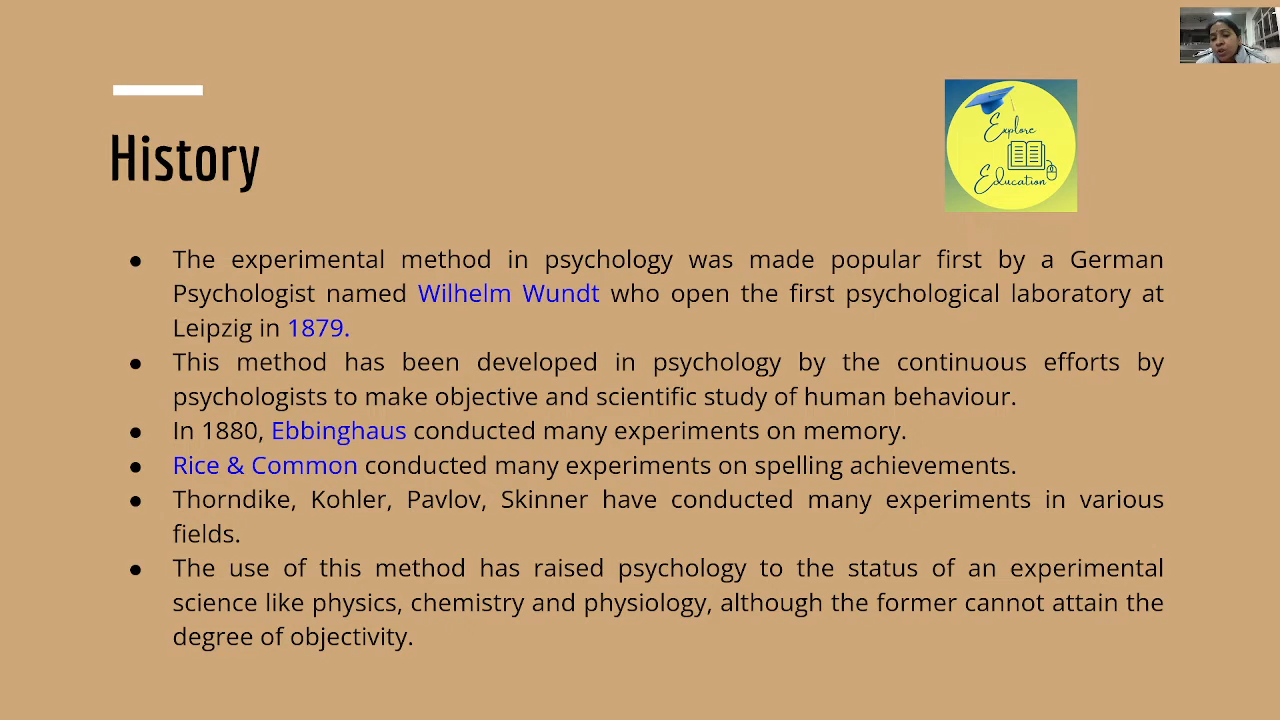 History
Explore
Education
● The experimental method in psychology was made popular first by a German
Psychologist named Wilhelm Wundt who open the first psychological laboratory at
Leipzig in 1879.
● This method has been developed in psychology by the continuous efforts by
psychologists to make objective and scientific study of human behaviour.
● In 1880, Ebbinghaus conducted many experiments on memory.
● Rice & Common conducted many experiments on spelling achievements.
● Thorndike, Kohler, Pavlov, Skinner have conducted many experiments in various
fields.
● The use of this method has raised psychology to the status of an experimental
science like physics, chemistry and physiology, although the former cannot attain the
degree of objectivity.